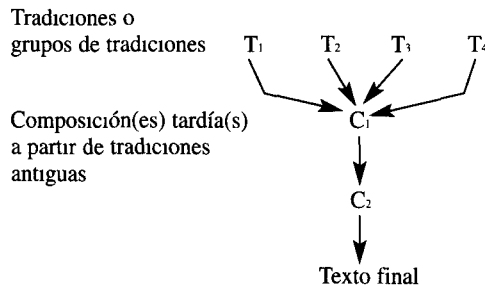 Tradiciones o
grupos de tradiciones T1 T2 T3 T4
Composición(es) tardía(s) C1
a partir de tradiciones
antiguas
C2
Texto final